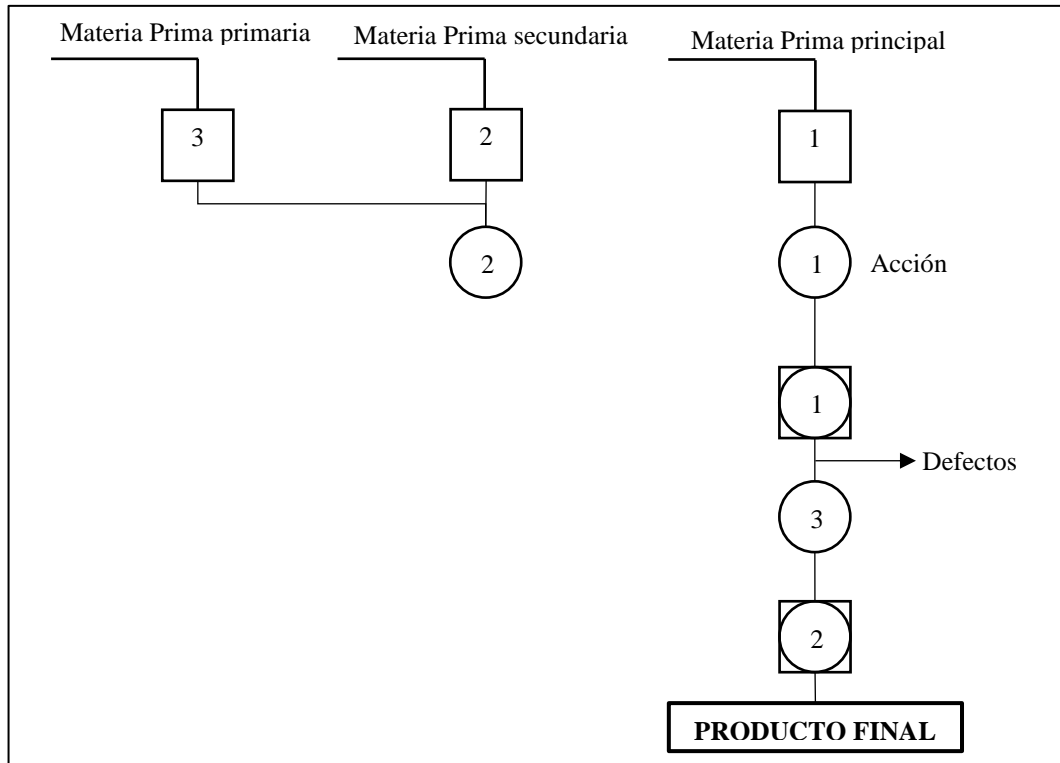 Materia Prima primaria
Materia Prima secundaria
Materia Prima principal
3
2
1
2
1
Acción
1
Defectos
3
2
PRODUCTO FINAL